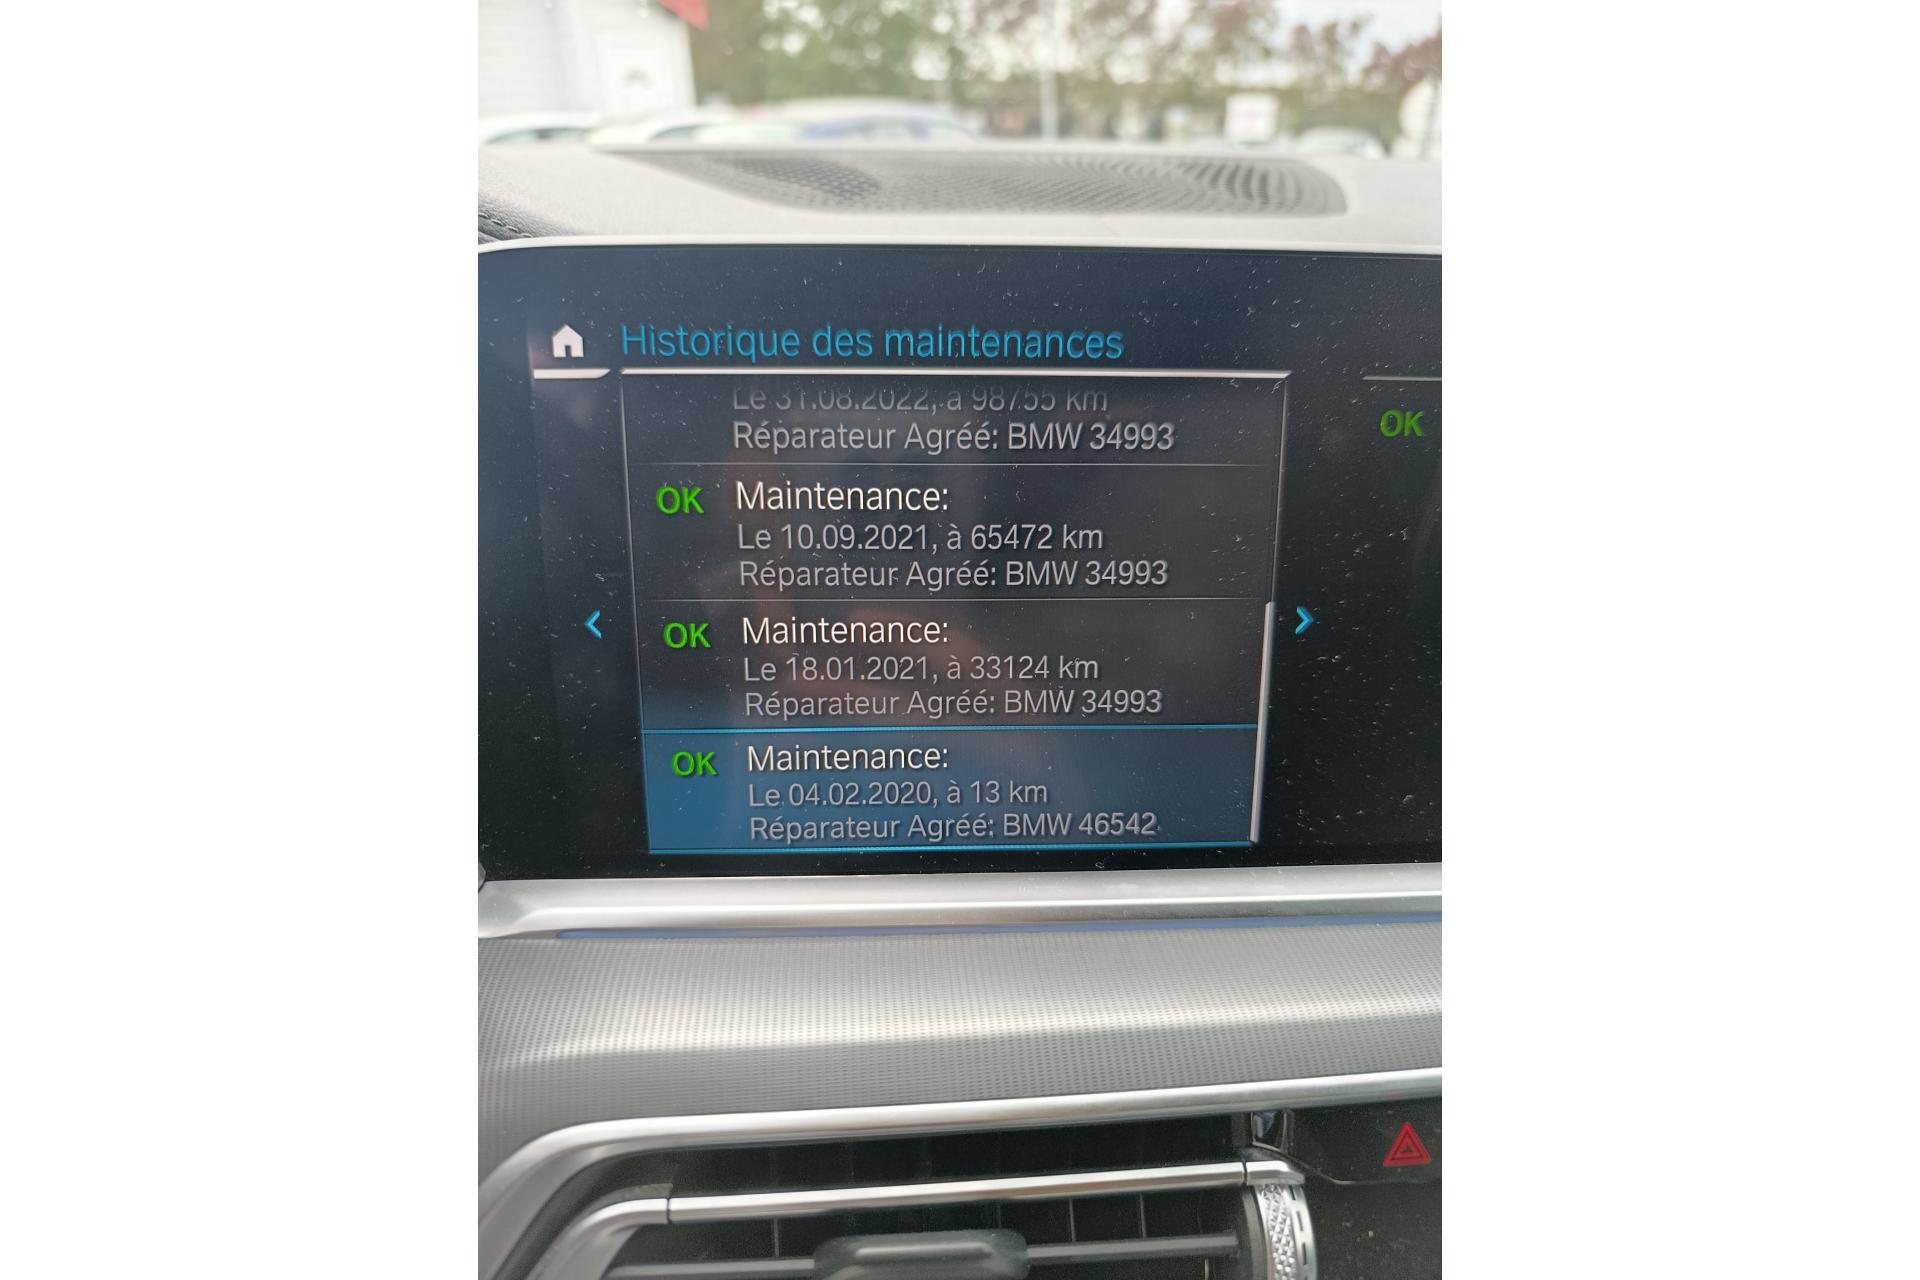 Historique des maintenances
Le 31.08.2022, à 98755 km
Réparateur Agréé: BMW 34993
OK
OK Maintenance:
Le 10.09.2021, à 65472 km
Réparateur Agréé: BMW 34993
OK Maintenance:
Le 18.01.2021, à 33124 km
Réparateur Agréé: BMW 34993
OK Maintenance:
Le 04.02.2020, à 13 km
Réparateur Agréé: BMW 46542